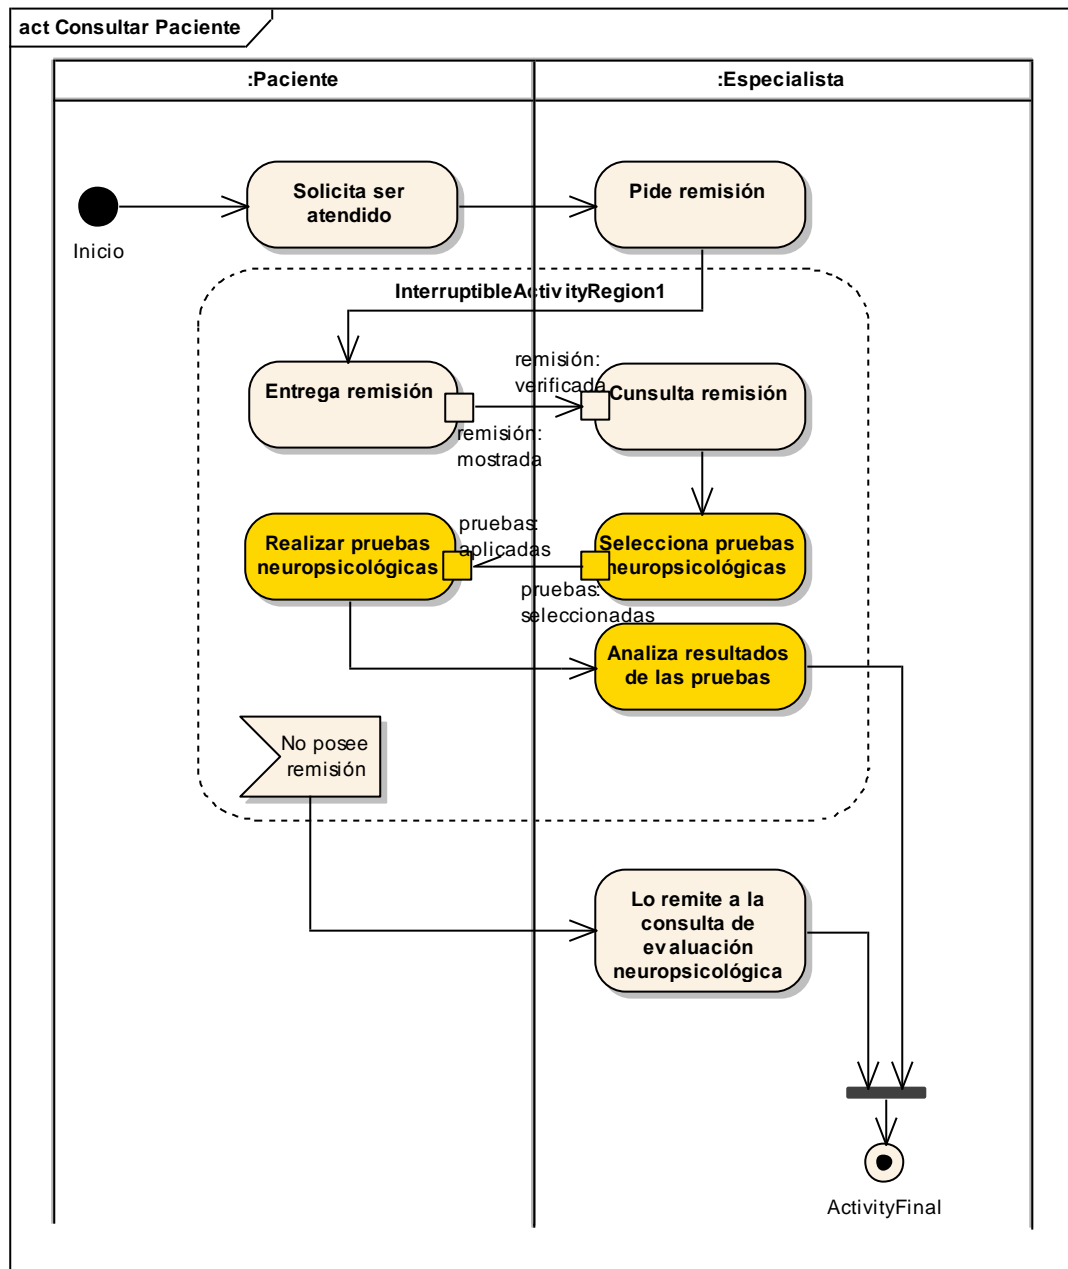 act Consultar Paciente
:Paciente
:Especialista
Solicita ser
atendido
Pide remisión
Inicio
InterruptibleActivityRegion1
remisión:
verificada
Entrega remisión
Cunsulta remisión
remisión:
mostrada
Realizar pruebas
neuropsicológicas
pruebas:
aplicadas
Selecciona pruebas
neuropsicológicas
pruebas:
seleccionadas
Analiza resultados
de las pruebas
No posee
remisión
Lo remite a la
consulta de
evaluación
neuropsicológica
ActivityFinal